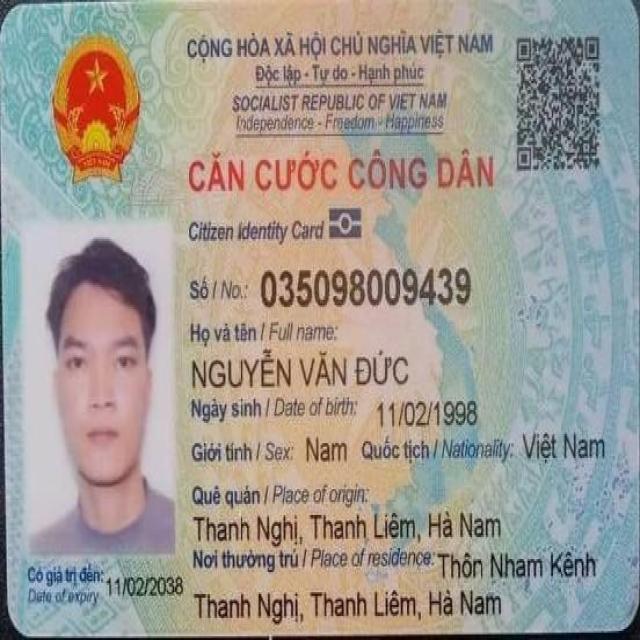 CỘNG HÒA XÃ HỘI CHỦ NGHĨA VIỆT NAM
Độc lập - Tự do - Hạnh phúc
SOCIALIST REPUBLIC OF VIET NAM
Independence - Freedom - Happiness
CĂN CƯỚC CÔNG DÂN
Citizen Identity Card
Số / No.: 035098009439
Họ và tên / Full name:
NGUYỄN VĂN ĐỨC
Ngày sinh / Date of birth: 11/02/1998
Giới tính / Sex: Nam Quốc tịch / Nationality: Việt Nam
Quê quán / Place of origin:
Thanh Nghị, Thanh Liêm, Hà Nam
Nơi thường trú / Place of residence: Thôn Nham Kênh
Thanh Nghị, Thanh Liêm, Hà Nam
Có giá trị đến: 11/02/2038
Date of expiry
VIỆT NAM